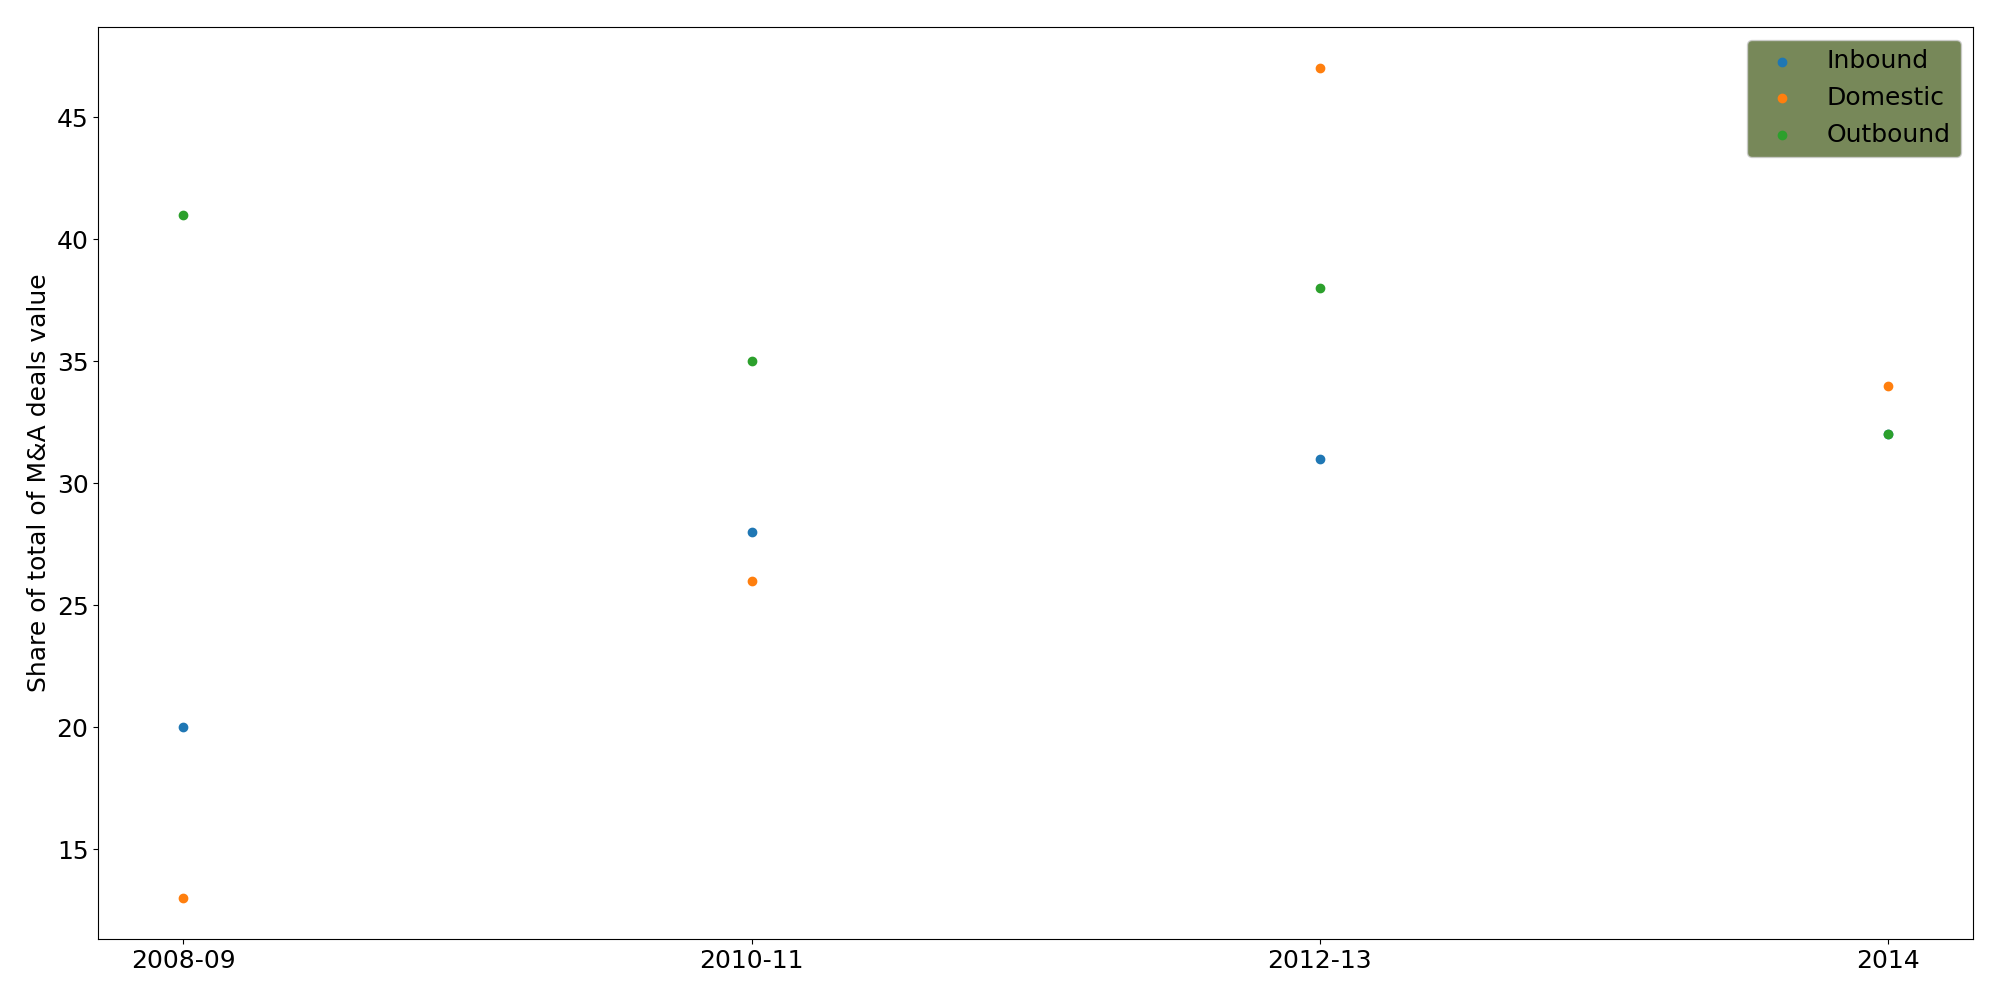 Inbound
Domestic
Outbound
Share of total of M&A deals value
45
40
35
30
25
20
15
2008-09
2010-11
2012-13
2014